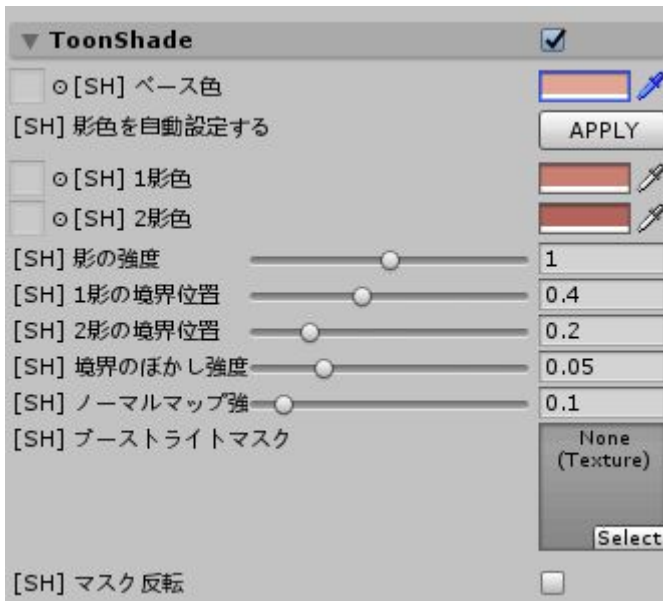 ToonShade
[SH] ベース色
[SH] 影色を自動設定する APPLY
[SH] 1影色
[SH] 2影色
[SH] 影の強度 1
[SH] 1影の境界位置 0.4
[SH] 2影の境界位置 0.2
[SH] 境界のぼかし強度 0.05
[SH] ノーマルマップ強 0.1
[SH] ブーストライトマスク None
(Texture)
Select
[SH] マスク反転